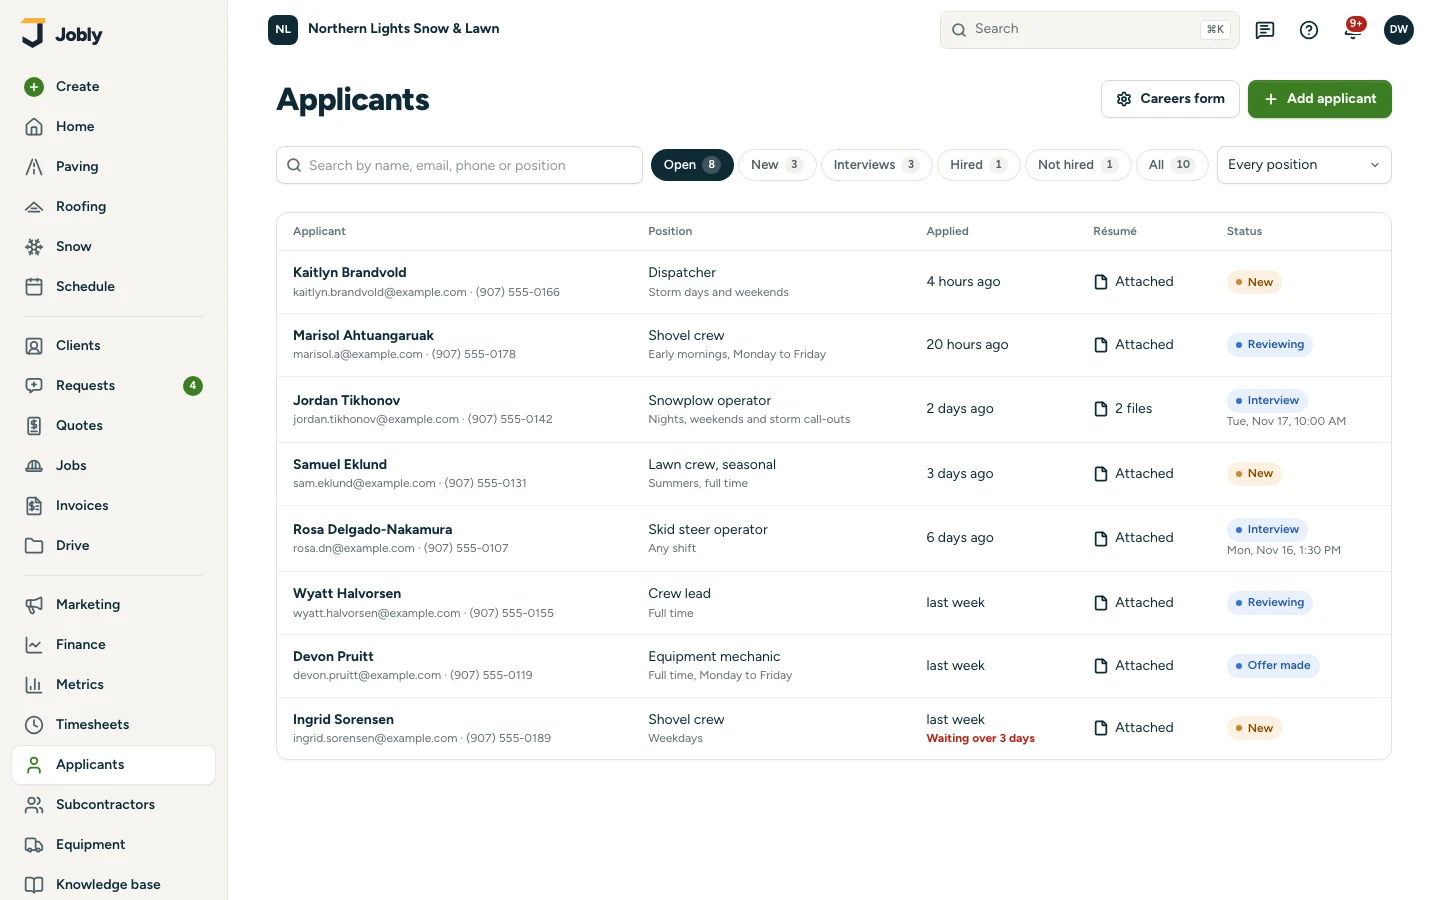 Jobly
NL
Northern Lights Snow & Lawn
Search
⌘K
9+
DW
Create
Home
Paving
Roofing
Snow
Schedule
Clients
Requests 4
Quotes
Jobs
Invoices
Drive
Marketing
Finance
Metrics
Timesheets
Applicants
Subcontractors
Equipment
Knowledge base
Applicants
Careers form
Add applicant
Search by name, email, phone or position
Open 8
New 3
Interviews 3
Hired 1
Not hired 1
All 10
Every position
Applicant Position Applied Résumé Status
Kaitlyn Brandvold Dispatcher 4 hours ago Attached New
kaitlyn.brandvold@example.com · (907) 555-0166 Storm days and weekends
Marisol Ahtuangaruak Shovel crew 20 hours ago Attached Reviewing
marisol.a@example.com · (907) 555-0178 Early mornings, Monday to Friday
Jordan Tikhonov Snowplow operator 2 days ago 2 files Interview
jordan.tikhonov@example.com · (907) 555-0142 Nights, weekends and storm call-outs Tue, Nov 17, 10:00 AM
Samuel Eklund Lawn crew, seasonal 3 days ago Attached New
sam.eklund@example.com · (907) 555-0131 Summers, full time
Rosa Delgado-Nakamura Skid steer operator 6 days ago Attached Interview
rosa.dn@example.com · (907) 555-0107 Any shift Mon, Nov 16, 1:30 PM
Wyatt Halvorsen Crew lead last week Attached Reviewing
wyatt.halvorsen@example.com · (907) 555-0155 Full time
Devon Pruitt Equipment mechanic last week Attached Offer made
devon.pruitt@example.com · (907) 555-0119 Full time, Monday to Friday
Ingrid Sorensen Shovel crew last week Attached New
ingrid.sorensen@example.com · (907) 555-0189 Weekdays Waiting over 3 days